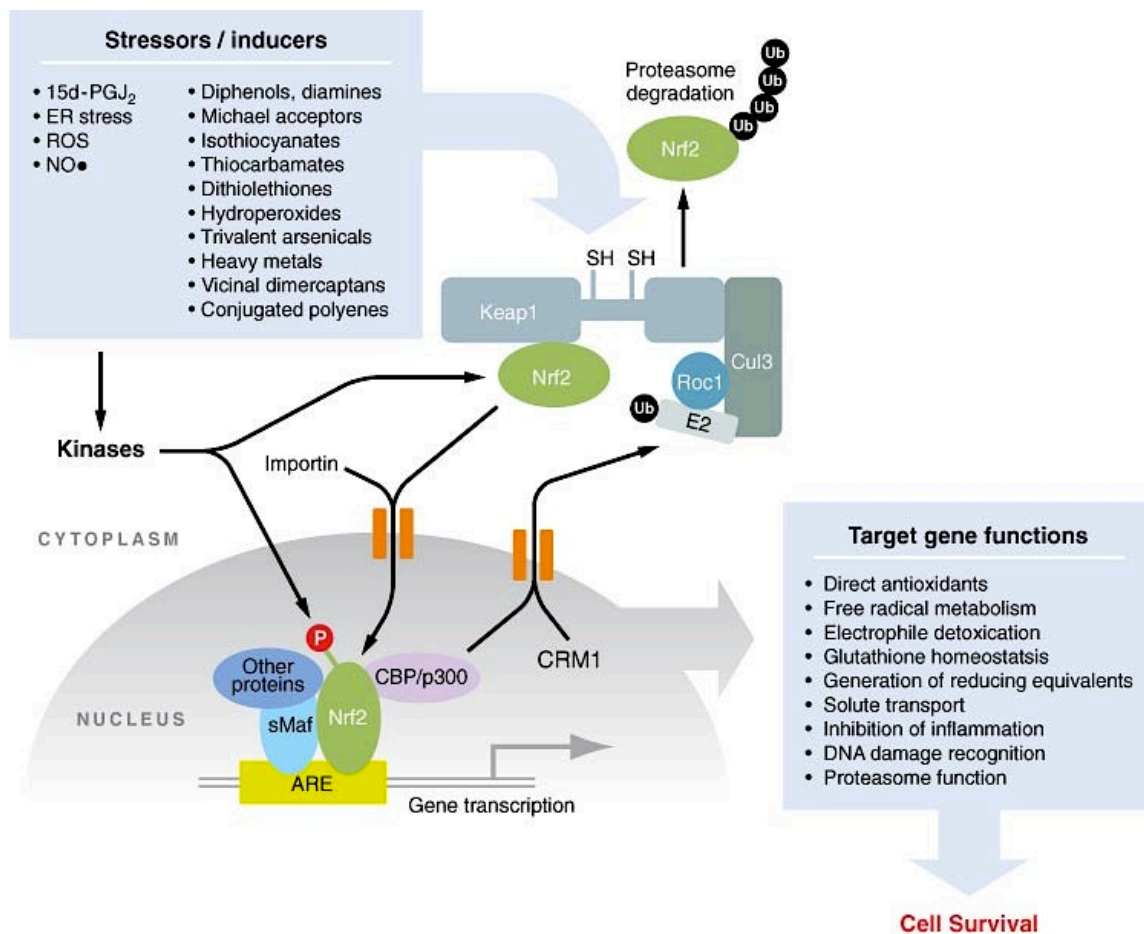 Stressors / inducers
• 15d-PGJ₂
• ER stress
• ROS
• NO●
• Diphenols, diamines
• Michael acceptors
• Isothiocyanates
• Thiocarbamates
• Dithiolethiones
• Hydroperoxides
• Trivalent arsenicals
• Heavy metals
• Vicinal dimercaptans
• Conjugated polyenes
Proteasome
degradation
Ub
Ub
Ub
Ub
Nrf2
SH SH
Keap1
Cul3
Nrf2
Roc1
Ub
E2
Kinases
Importin
CYTOPLASM
P
Other
proteins
CBP/p300
CRM1
NUCLEUS
sMaf
Nrf2
ARE
Gene transcription
Target gene functions
• Direct antioxidants
• Free radical metabolism
• Electrophile detoxication
• Glutathione homeostatsis
• Generation of reducing equivalents
• Solute transport
• Inhibition of inflammation
• DNA damage recognition
• Proteasome function
Cell Survival